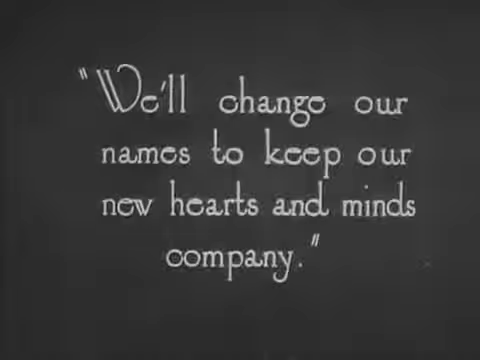 "We'll change our
names to keep our
new hearts and minds
company."